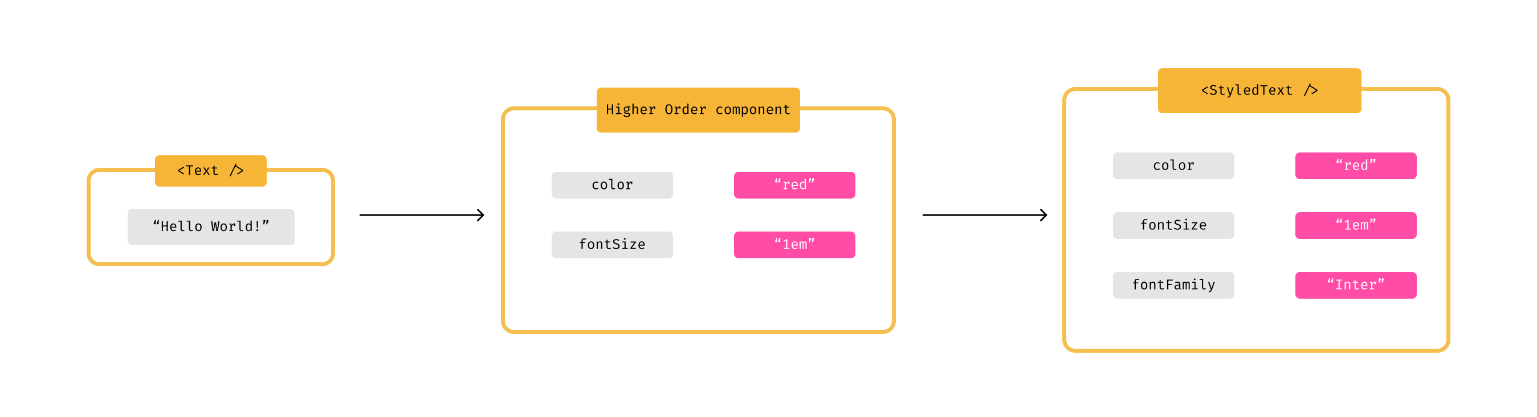 <Text />
“Hello World!”
Higher Order component
color “red”
fontSize “1em”
<StyledText />
color “red”
fontSize “1em”
fontFamily “Inter”